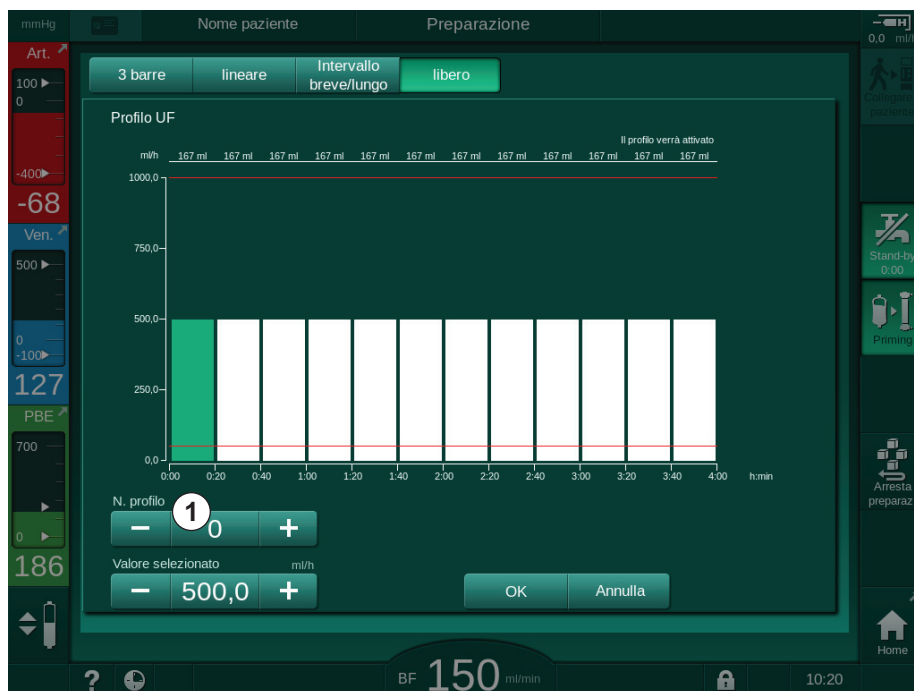 mmHg
Nome paziente
Preparazione
0,0 ml/
Art.
100
0
-400
-68
Ven.
500
0
-100
127
PBE
700
0
186
3 barre
lineare
Intervallo
breve/lungo
libero
Profilo UF
Il profilo verrà attivato
ml/h 167 ml 167 ml 167 ml 167 ml 167 ml 167 ml 167 ml 167 ml 167 ml 167 ml 167 ml 167 ml
1000,0
750,0
500,0
250,0
0,0
0:00 0:20 0:40 1:00 1:20 1:40 2:00 2:20 2:40 3:00 3:20 3:40 4:00 h:min
N. profilo
1
− 0 +
Valore selezionato ml/h
− 500,0 +
OK
Annulla
Collegare
pazient
Stand-by
0:00
Priming
Arresta
preparaz
Home
? BF 150 ml/min 10:20